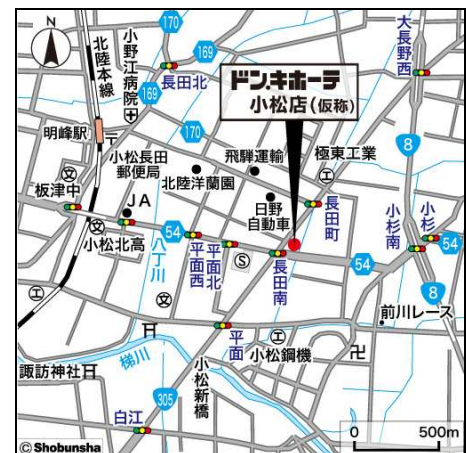 170
大長野西
北陸本線
小野江病院
169
長田北
169
ドン.キホーテ
小松店(仮称)
170
8
明峰駅
小松長田
郵便局
飛騨運輸
極東工業
北陸洋蘭園
文
板津中
JA
日野
自動車
長田町
小杉
小杉南
文
小松北高
54
八丁川
平面西
平面北
54
S
長田南
54
8
工
文
工
前川レース
平面
小松鋼機
梯川
小松新橋
諏訪神社
305
白江
0 500m
© Shobunsha